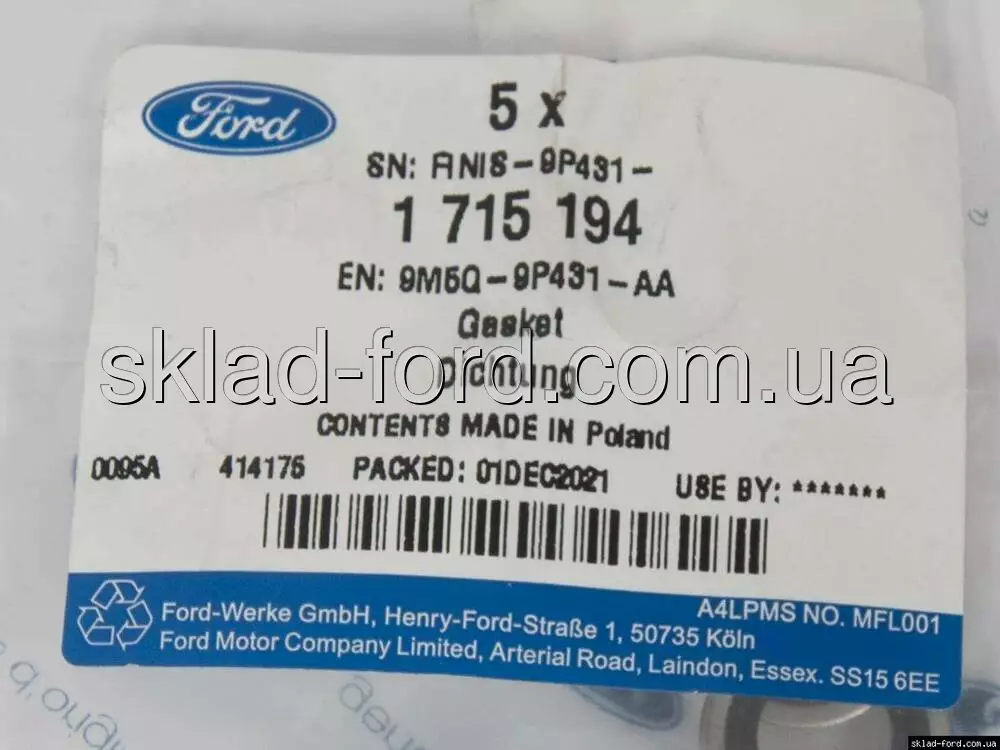 Ford
5 x
SN: FINIS-9P431-
1 715 194
EN: 9M5Q-9P431-AA
Gasket
sklad-ford.com.ua
Dichtung
CONTENTS MADE IN Poland
0095A 414175 PACKED: 01DEC2021 USE BY: *******
A4LPMS NO. MFL001
Ford-Werke GmbH, Henry-Ford-Straße 1, 50735 Köln
Ford Motor Company Limited, Arterial Road, Laindon, Essex. SS15 6EE
sklad-ford.com.ua